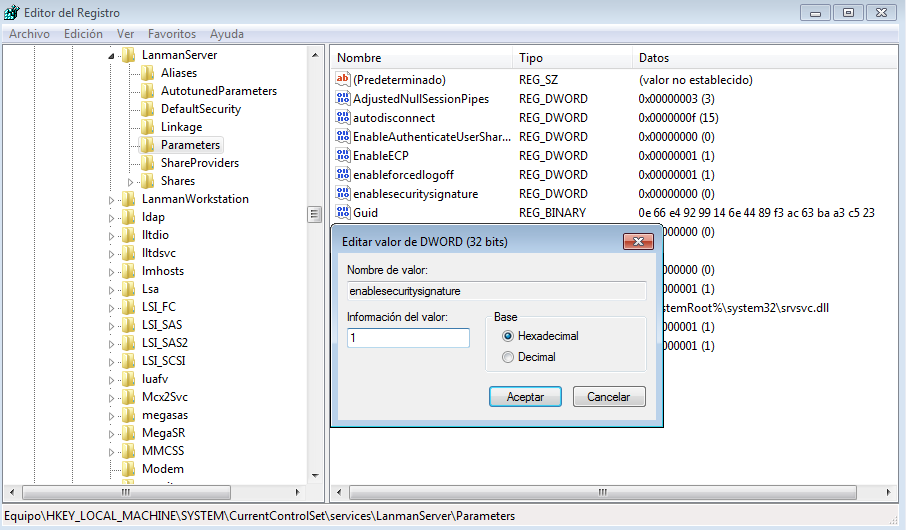 Editor del Registro
Archivo Edición Ver Favoritos Ayuda
LanmanServer
Aliases
AutotunedParameters
DefaultSecurity
Linkage
Parameters
ShareProviders
Shares
LanmanWorkstation
ldap
lltdio
lltdsvc
lmhosts
Lsa
LSI_FC
LSI_SAS
LSI_SAS2
LSI_SCSI
luafv
Mcx2Svc
megasas
MegaSR
MMCSS
Modem
Nombre Tipo Datos
(Predeterminado) REG_SZ (valor no establecido)
AdjustedNullSessionPipes REG_DWORD 0x00000003 (3)
autodisconnect REG_DWORD 0x0000000f (15)
EnableAuthenticateUserShar... REG_DWORD 0x00000000 (0)
EnableECP REG_DWORD 0x00000001 (1)
enableforcedlogoff REG_DWORD 0x00000001 (1)
enablesecuritysignature REG_DWORD 0x00000000 (0)
Guid REG_BINARY 0e 66 e4 92 99 14 6e 44 89 f3 ac 63 ba a3 c5 23
000000 (0)
000000 (0)
000001 (1)
stemRoot%\system32\srvsvc.dll
000001 (1)
000001 (1)
Editar valor de DWORD (32 bits)
Nombre de valor:
enablesecuritysignature
Información del valor:
1
Base
Hexadecimal
Decimal
Aceptar Cancelar
Equipo\HKEY_LOCAL_MACHINE\SYSTEM\CurrentControlSet\services\LanmanServer\Parameters